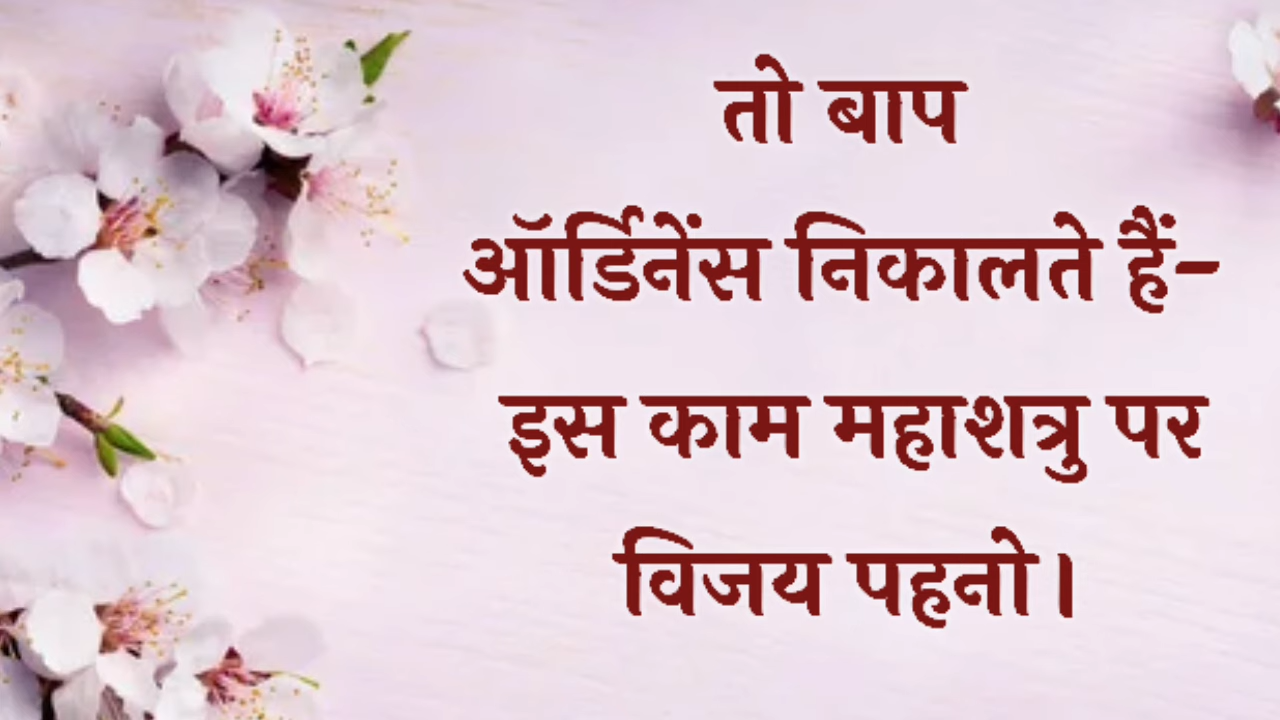 तो बाप
ऑर्डिनेंस निकालते हैं-
इस काम महाशत्रु पर
विजय पहनो।